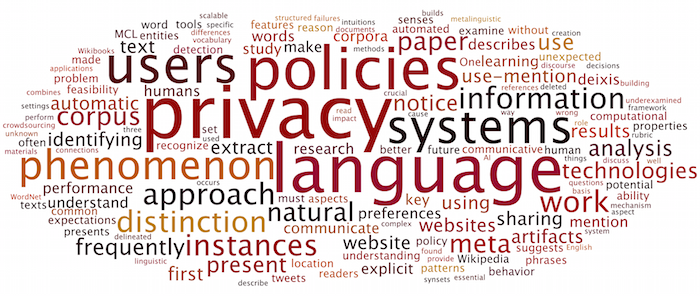 scalable structured failures intuitions builds metalinguistic
word tools specific features reason documents senses automated examine without creation
MCL entities differences vocabulary words corpora paper describes use unexpected
Wikibooks text detection study make One learning discourse decisions
made users policies use-mention deixis building
applications problem feasibility humans privacy notice information references deleted underexamined framework
crowdsourcing automatic corpus crucial cause way wrong computational rubric
settings perform unknown three set used read impact systems results properties
often identifying recognize extract research better future communicative human analysis
materials connections phenomenon language AI things discuss well technologies
WordNet performance occurs approach must aspects key using work questions basis potential ability
texts understand natural preferences complex sharing mention mechanism aspect
common expectations distinction communicate website policy websites meta artifacts system
presents delineated frequently instances understanding found provide Wikipedia suggests English
linguistic first present location readers explicit patterns behavior phrases
describe tweets synsets essential